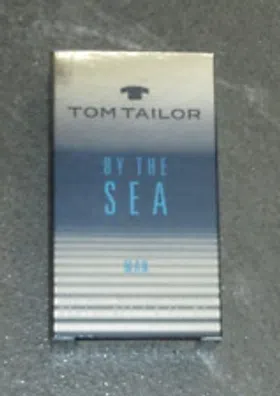 TOM TAILOR
BY THE
SEA
MAN